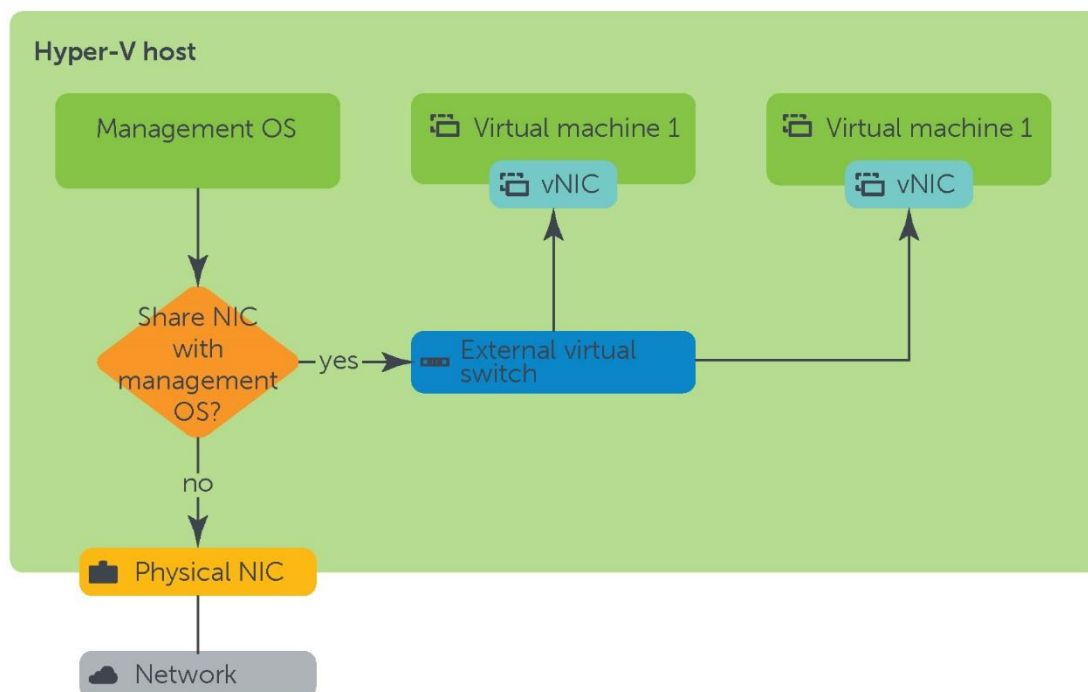 Hyper-V host
Management OS
Virtual machine 1
vNIC
Virtual machine 1
vNIC
Share NIC
with
management
OS?
yes
External virtual
switch
no
Physical NIC
Network